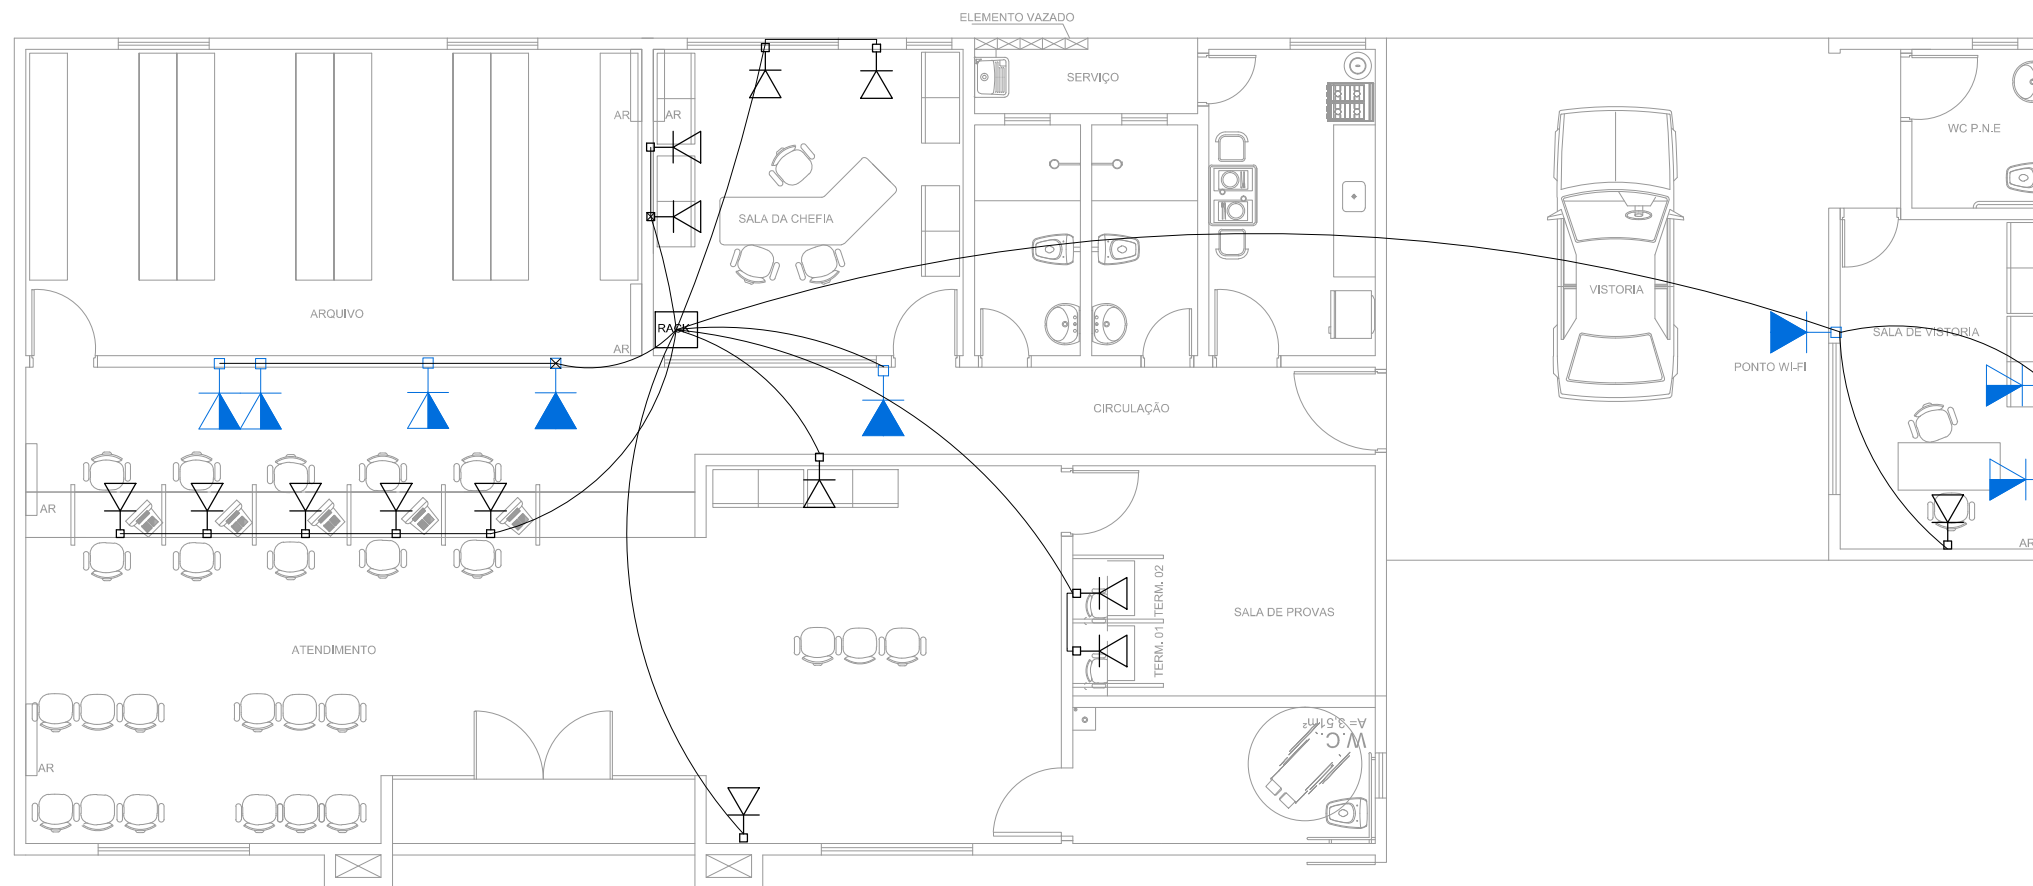 ELEMENTO VAZADO
SERVIÇO
AR
AR
WC P.N.E
SALA DA CHEFIA
VISTORIA
ARQUIVO
RACK
SALA DE VISTORIA
AR
PONTO WI-FI
CIRCULAÇÃO
AR
AR
TERM. 02
SALA DE PROVAS
TERM. 01
ATENDIMENTO
A= 3,51m²
W.C.
AR